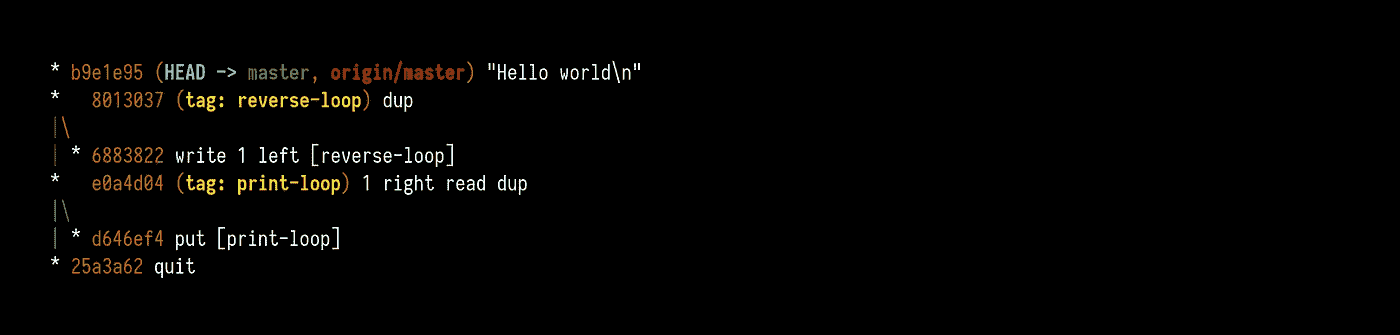 * b9e1e95 (HEAD -> master, origin/master) "Hello world\n"
*   8013037 (tag: reverse-loop) dup
|\
| * 6883822 write 1 left [reverse-loop]
*   e0a4d04 (tag: print-loop) 1 right read dup
|\
| * d646ef4 put [print-loop]
* 25a3a62 quit